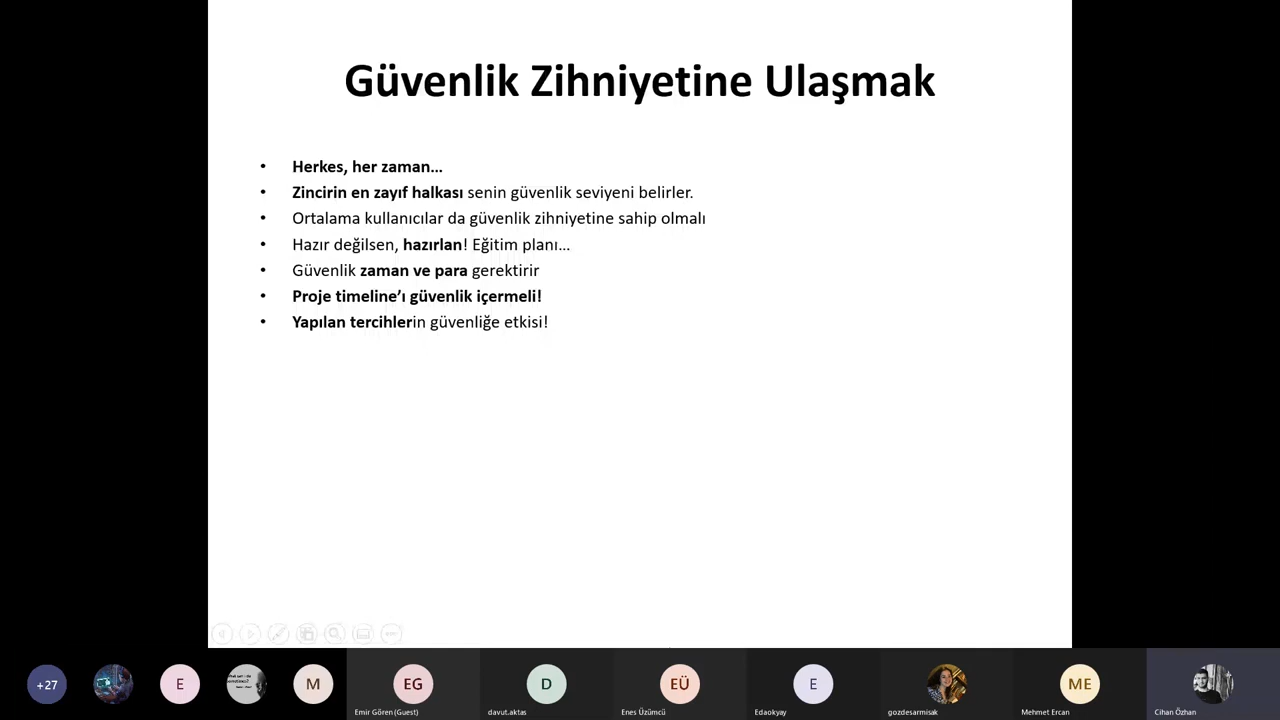 Güvenlik Zihniyetine Ulaşmak
• Herkes, her zaman...
• Zincirin en zayıf halkası senin güvenlik seviyeni belirler.
• Ortalama kullanıcılar da güvenlik zihniyetine sahip olmalı
• Hazır değilsen, hazırlan! Eğitim planı...
• Güvenlik zaman ve para gerektirir
• Proje timeline'ı güvenlik içermeli!
• Yapılan tercihlerin güvenliğe etkisi!
+27
E
M
EG
D
EÜ
E
ME
Emir Gören (Guest)
davut.aktas
Enes Üzümcü
Edaokyay
gozdesarmisak
Mehmet Ercan
Cihan Özhan